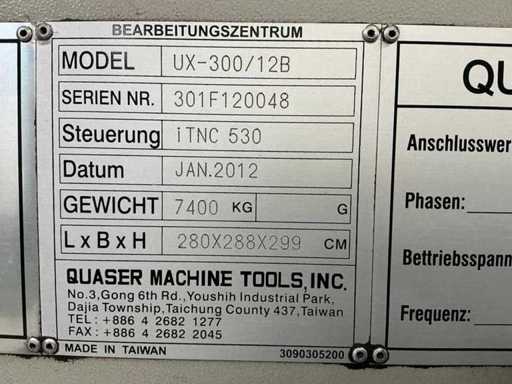 BEARBEITUNGSZENTRUM
MODEL UX-300/12B
SERIEN NR. 301F120048
Steuerung iTNC 530
Datum JAN.2012
GEWICHT 7400 KG G
L x B x H 280X288X299 CM
QUASER MACHINE TOOLS, INC.
No.3,Gong 6th Rd.,Youshih Industrial Park,
Dajia Township,Taichung County 437,Taiwan
TEL : +886 4 2682 1277
FAX : +886 4 2682 2045
MADE IN TAIWAN 3090305200
QU
Anschlusswer
Phasen:
Bettriebsspann
Frequenz: